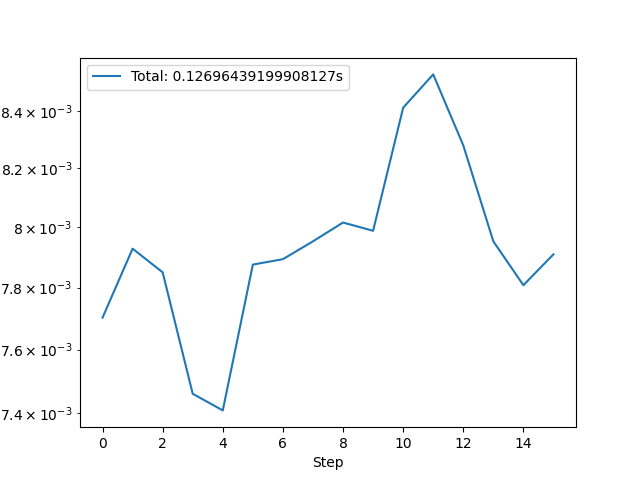 Total: 0.12696439199908127s
8.4 × 10⁻³
8.2 × 10⁻³
8 × 10⁻³
7.8 × 10⁻³
7.6 × 10⁻³
7.4 × 10⁻³
0 2 4 6 8 10 12 14
Step